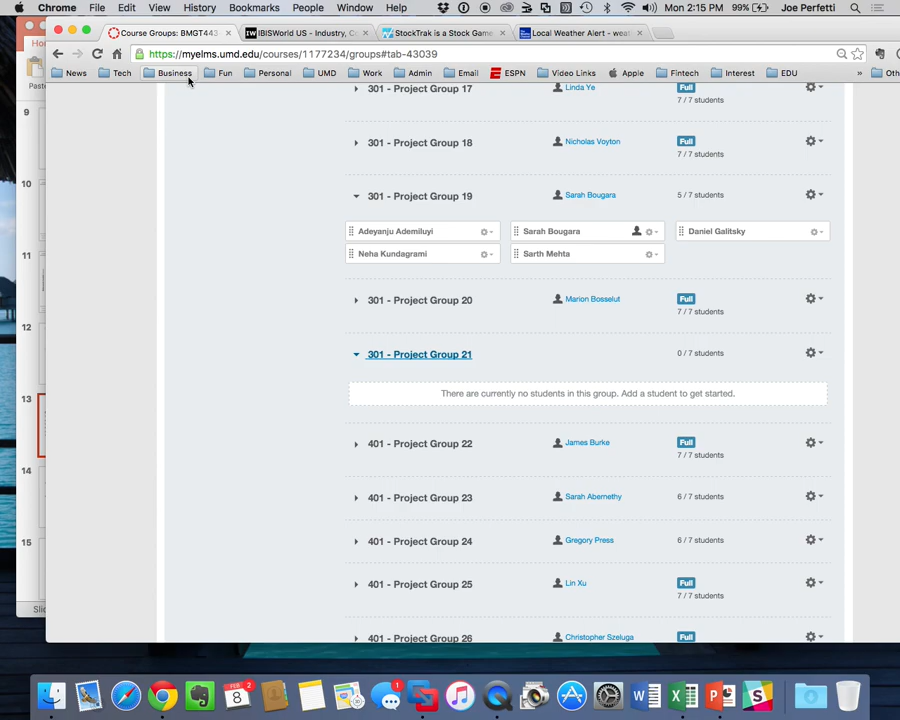 Chrome File Edit View History Bookmarks People Window Help Mon 2:15 PM 99% Joe Perfetti
Course Groups: BMGT443 IBISWorld US - Industry, Co StockTrak is a Stock Game Local Weather Alert - weat
https://myelms.umd.edu/courses/1177234/groups#tab-43039
News Tech Business Fun Personal UMD Work Admin Email ESPN Video Links Apple Fintech Interest EDU » Oth
Paste
9
10
11
12
13
14
15
301 - Project Group 17 Linda Ye Full
7 / 7 students
301 - Project Group 18 Nicholas Voyton Full
7 / 7 students
301 - Project Group 19 Sarah Bougara 5 / 7 students
Adeyanju Ademiluyi Sarah Bougara Daniel Galitsky
Neha Kundagrami Sarth Mehta
301 - Project Group 20 Marion Bosselut Full
7 / 7 students
301 - Project Group 21 0 / 7 students
There are currently no students in this group. Add a student to get started.
401 - Project Group 22 James Burke Full
7 / 7 students
401 - Project Group 23 Sarah Abernethy 6 / 7 students
401 - Project Group 24 Gregory Press 6 / 7 students
401 - Project Group 25 Lin Xu Full
7 / 7 students
401 - Project Group 26 Christopher Szeluga Full